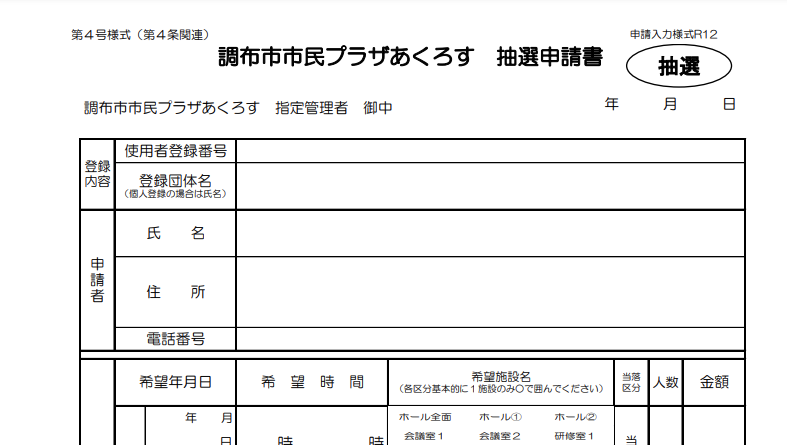 第４号様式（第４条関連）
申請入力様式R12
調布市市民プラザあくろす　抽選申請書
抽選
調布市市民プラザあくろす　指定管理者　御中
年　月　日
登録内容
使用者登録番号
登録団体名
（個人登録の場合は氏名）
申請者
氏　名
住　所
電話番号
希望年月日
希　望　時　間
希望施設名
（各区分基本的に１施設のみ○で囲んでください）
当落
区分
人数
金額
年　月
日
時　時
ホール全面　ホール①　ホール②
会議室１　会議室２　研修室１
当